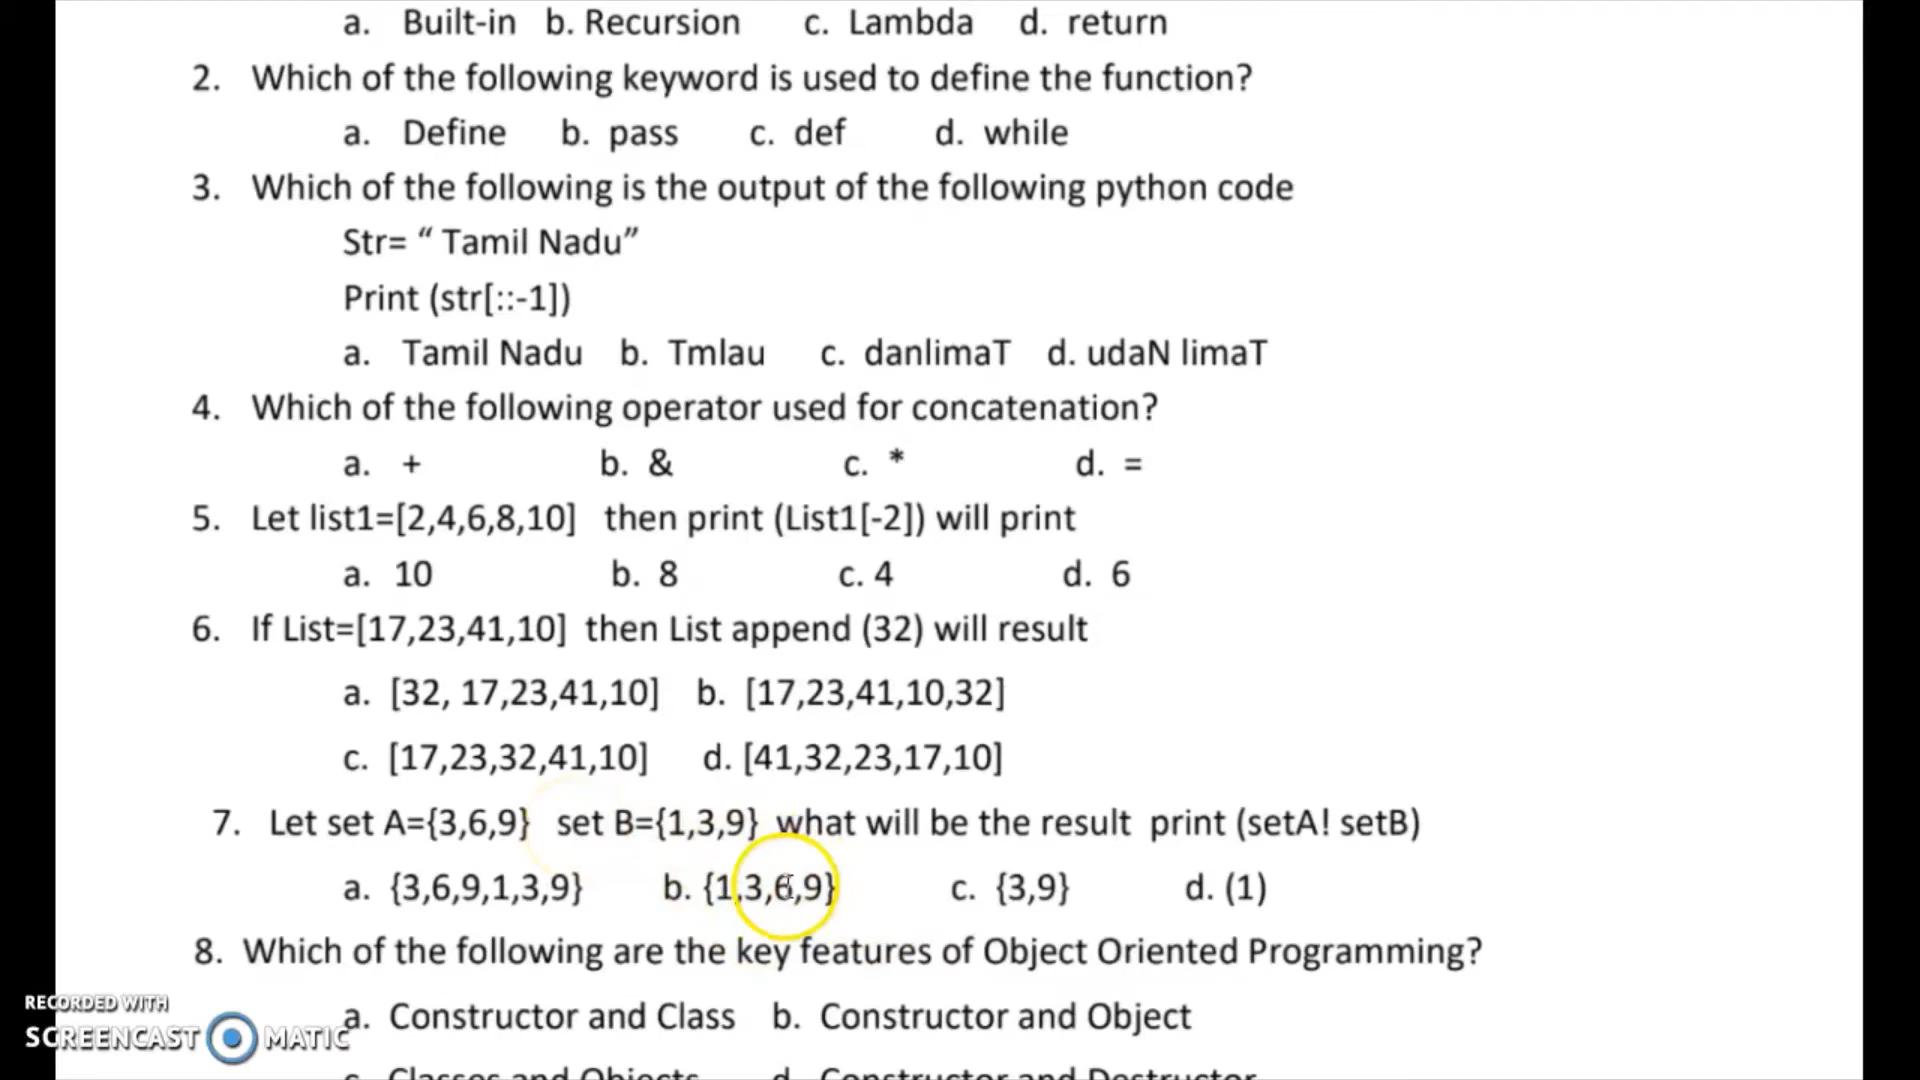 a. Built-in b. Recursion c. Lambda d. return
2. Which of the following keyword is used to define the function?
a. Define b. pass c. def d. while
3. Which of the following is the output of the following python code
Str= “ Tamil Nadu”
Print (str[::-1])
a. Tamil Nadu b. Tmlau c. danlimaT d. udaN limaT
4. Which of the following operator used for concatenation?
a. + b. & c. * d. =
5. Let list1=[2,4,6,8,10] then print (List1[-2]) will print
a. 10 b. 8 c. 4 d. 6
6. If List=[17,23,41,10] then List append (32) will result
a. [32, 17,23,41,10] b. [17,23,41,10,32]
c. [17,23,32,41,10] d. [41,32,23,17,10]
7. Let set A={3,6,9} set B={1,3,9} what will be the result print (setA! setB)
a. {3,6,9,1,3,9} b. {1,3,6,9} c. {3,9} d. (1)
8. Which of the following are the key features of Object Oriented Programming?
a. Constructor and Class b. Constructor and Object
c. Classes and Objects d. Constructor and Destructor
RECORDED WITH
SCREENCAST MATIC